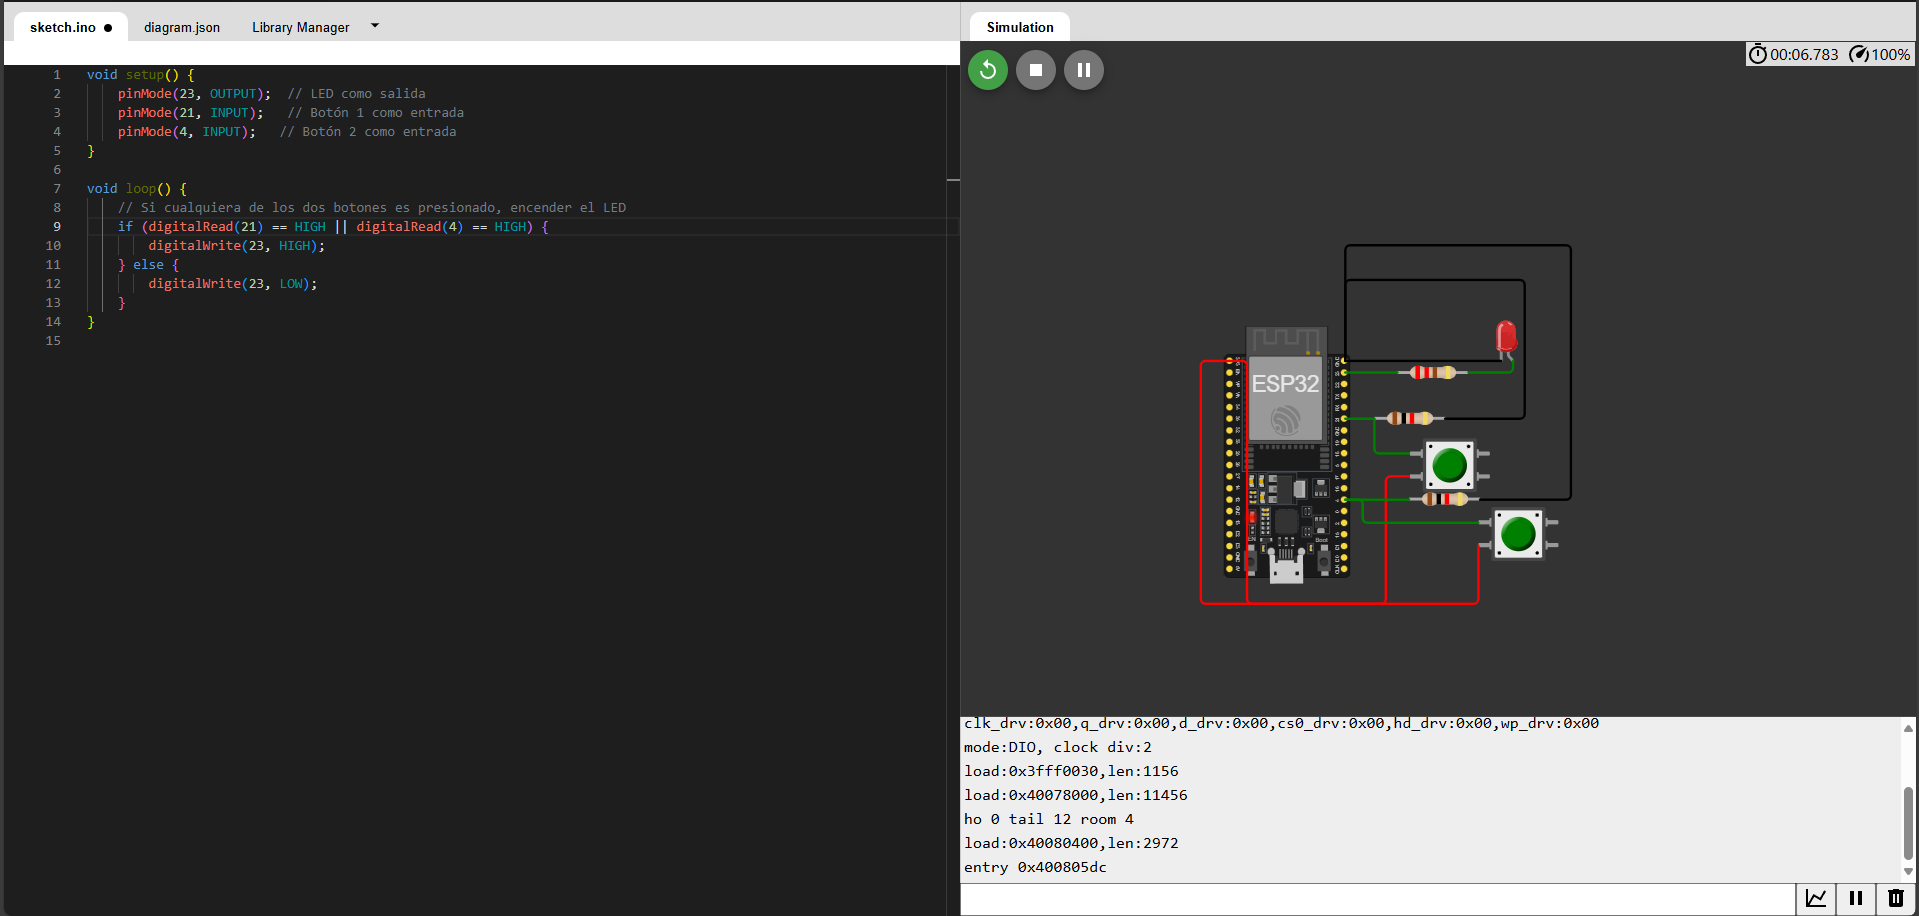 sketch.ino ●
diagram.json
Library Manager
Simulation
00:06.783
100%
1 void setup() {
2 pinMode(23, OUTPUT);  // LED como salida
3 pinMode(21, INPUT);   // Botón 1 como entrada
4 pinMode(4, INPUT);   // Botón 2 como entrada
5 }
6
7 void loop() {
8 // Si cualquiera de los dos botones es presionado, encender el LED
9 if (digitalRead(21) == HIGH || digitalRead(4) == HIGH) {
10 digitalWrite(23, HIGH);
11 } else {
12 digitalWrite(23, LOW);
13 }
14 }
15
ESP32
EN
Boot
clk_drv:0x00,q_drv:0x00,d_drv:0x00,cs0_drv:0x00,hd_drv:0x00,wp_drv:0x00
mode:DIO, clock div:2
load:0x3fff0030,len:1156
load:0x40078000,len:11456
ho 0 tail 12 room 4
load:0x40080400,len:2972
entry 0x400805dc